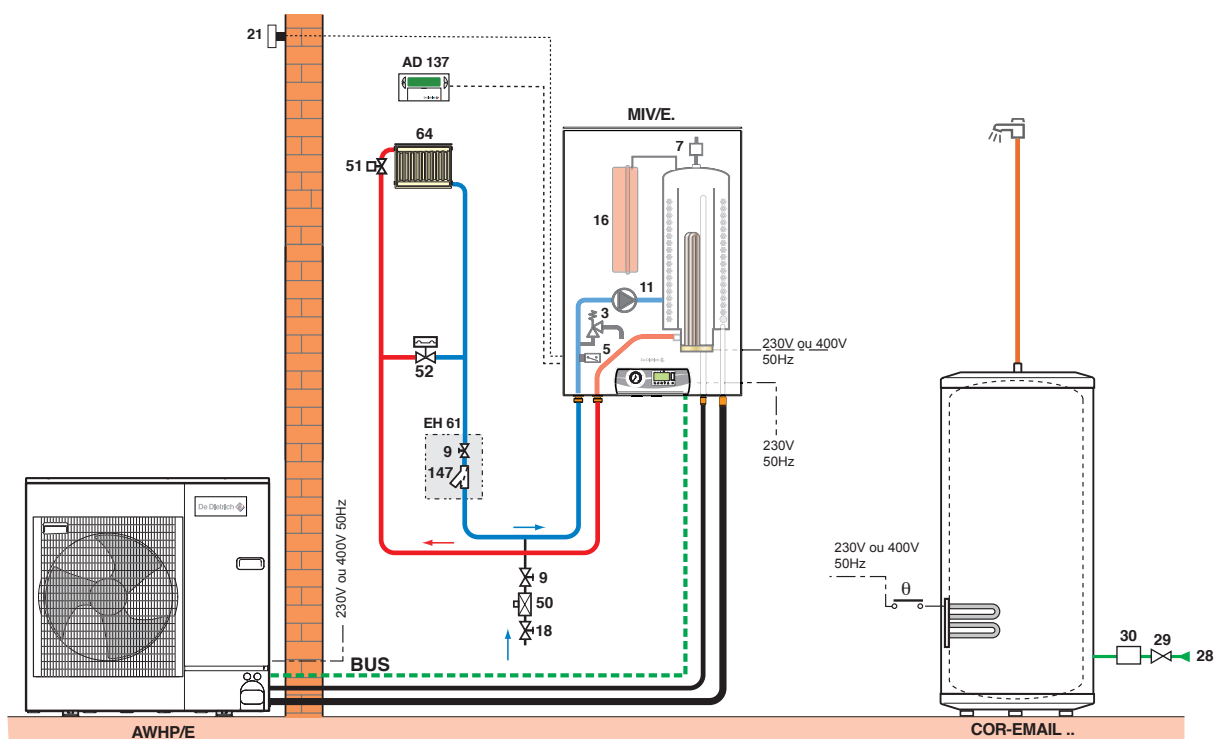 21
AD 137
MIV/E.
64
7
51
16
11
3
5
De Dietrich
230V ou 400V
50Hz
52
EH 61
9
147
230V
50Hz
De Dietrich
230V ou 400V 50Hz
230V ou 400V
50Hz
θ
9
50
18
30
29
28
BUS
AWHP/E
COR-EMAIL ..